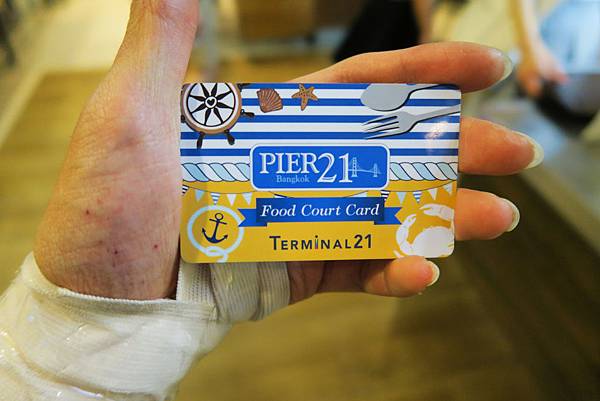 PIER21
Bangkok
Food Court Card
TERMINAL21